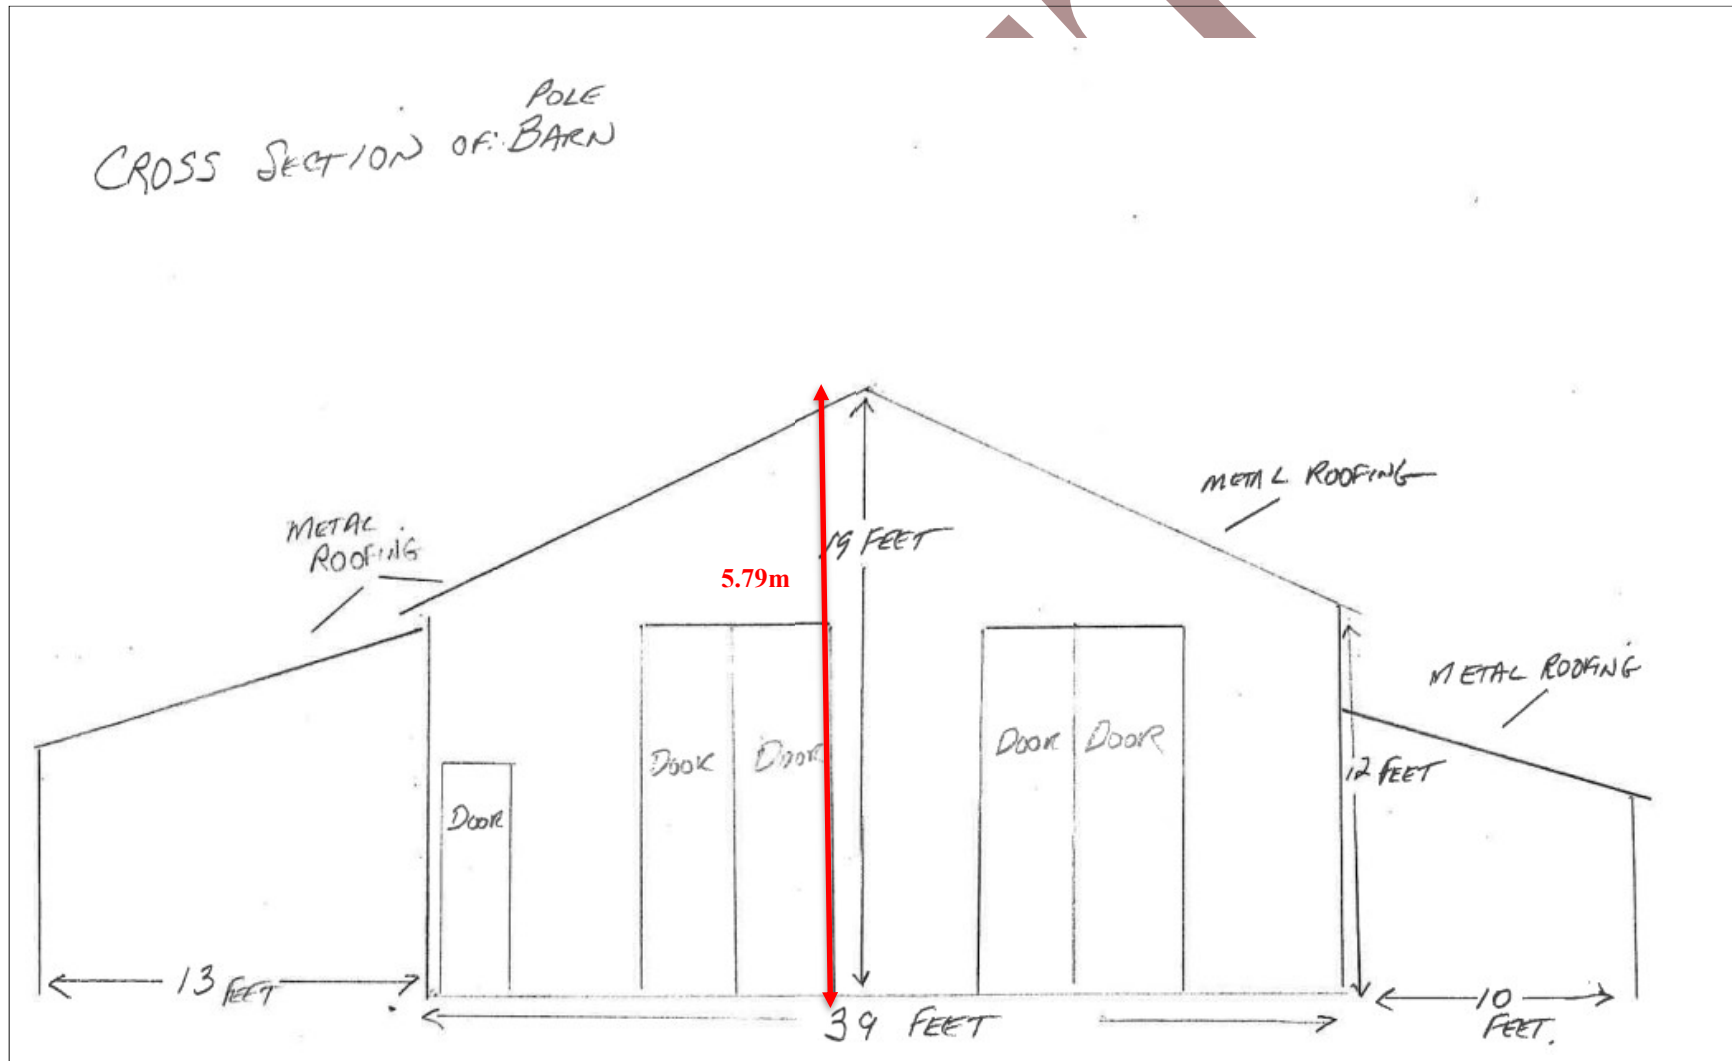 POLE
CROSS SECTION OF: BARN
METAL ROOFING
METAL
ROOFING
19 FEET
5.79m
METAL ROOFING
DOOR
DOOR
DOOR
DOOR
DOOR
12 FEET
13 FEET
39 FEET
10
FEET.